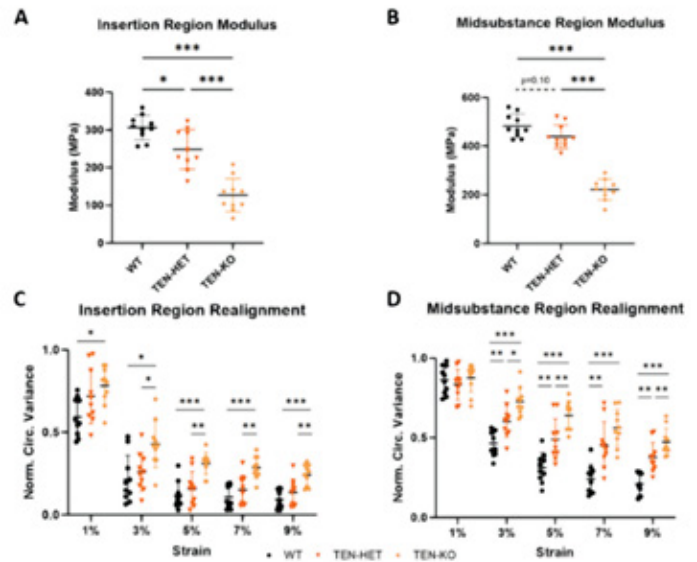 A
Insertion Region Modulus
***
* ***
Modulus (MPa)
400
300
200
100
0
WT
TEN-HET
TEN-KO
B
Midsubstance Region Modulus
***
p=0.10 ***
Modulus (MPa)
600
400
200
0
WT
TEN-HET
TEN-KO
C
Insertion Region Realignment
Norm. Circ. Variance
1.0
0.5
0.0
*
*
*
***
**
***
**
***
**
1% 3% 5% 7% 9%
Strain
D
Midsubstance Region Realignment
Norm. Circ. Variance
1.0
0.5
0.0
***
** *
***
** **
***
**
***
** **
1% 3% 5% 7% 9%
Strain
WT TEN-HET TEN-KO